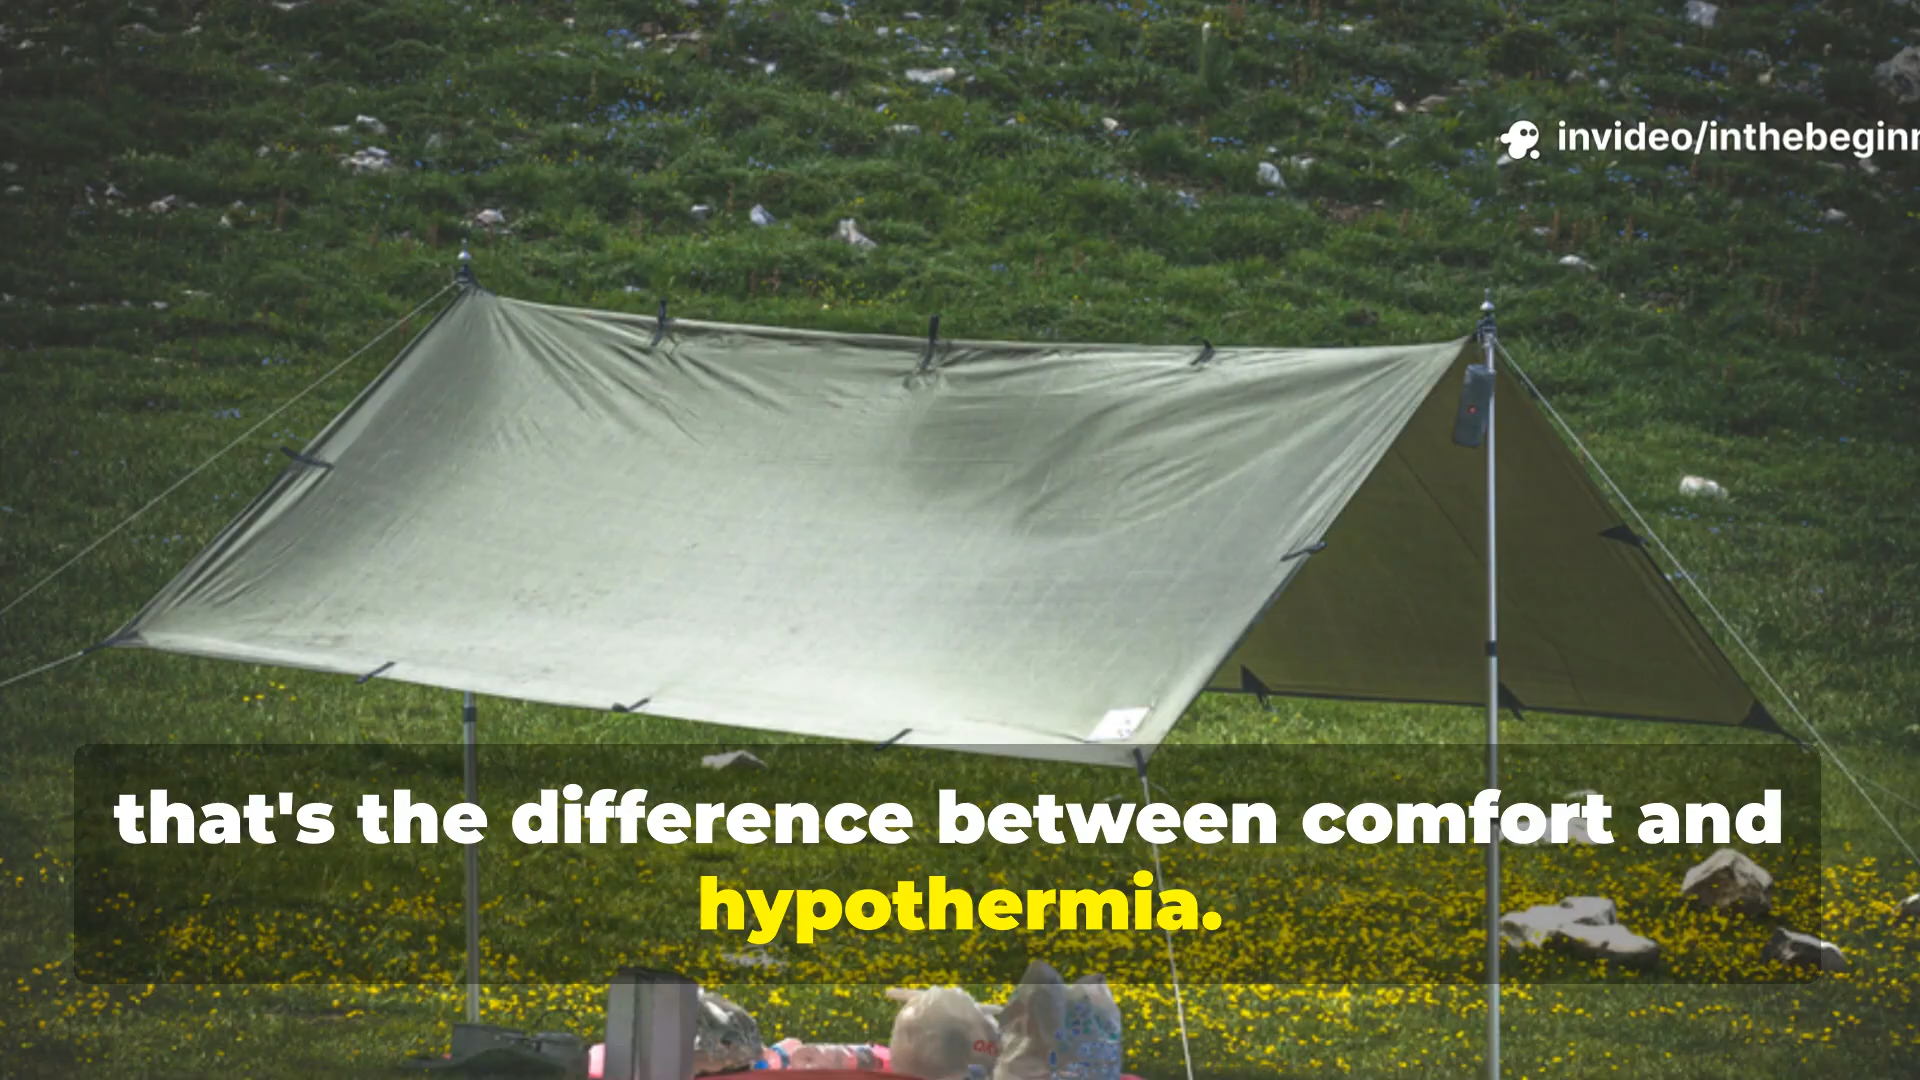 invideo/inthebeginn
that's the difference between comfort and
hypothermia.